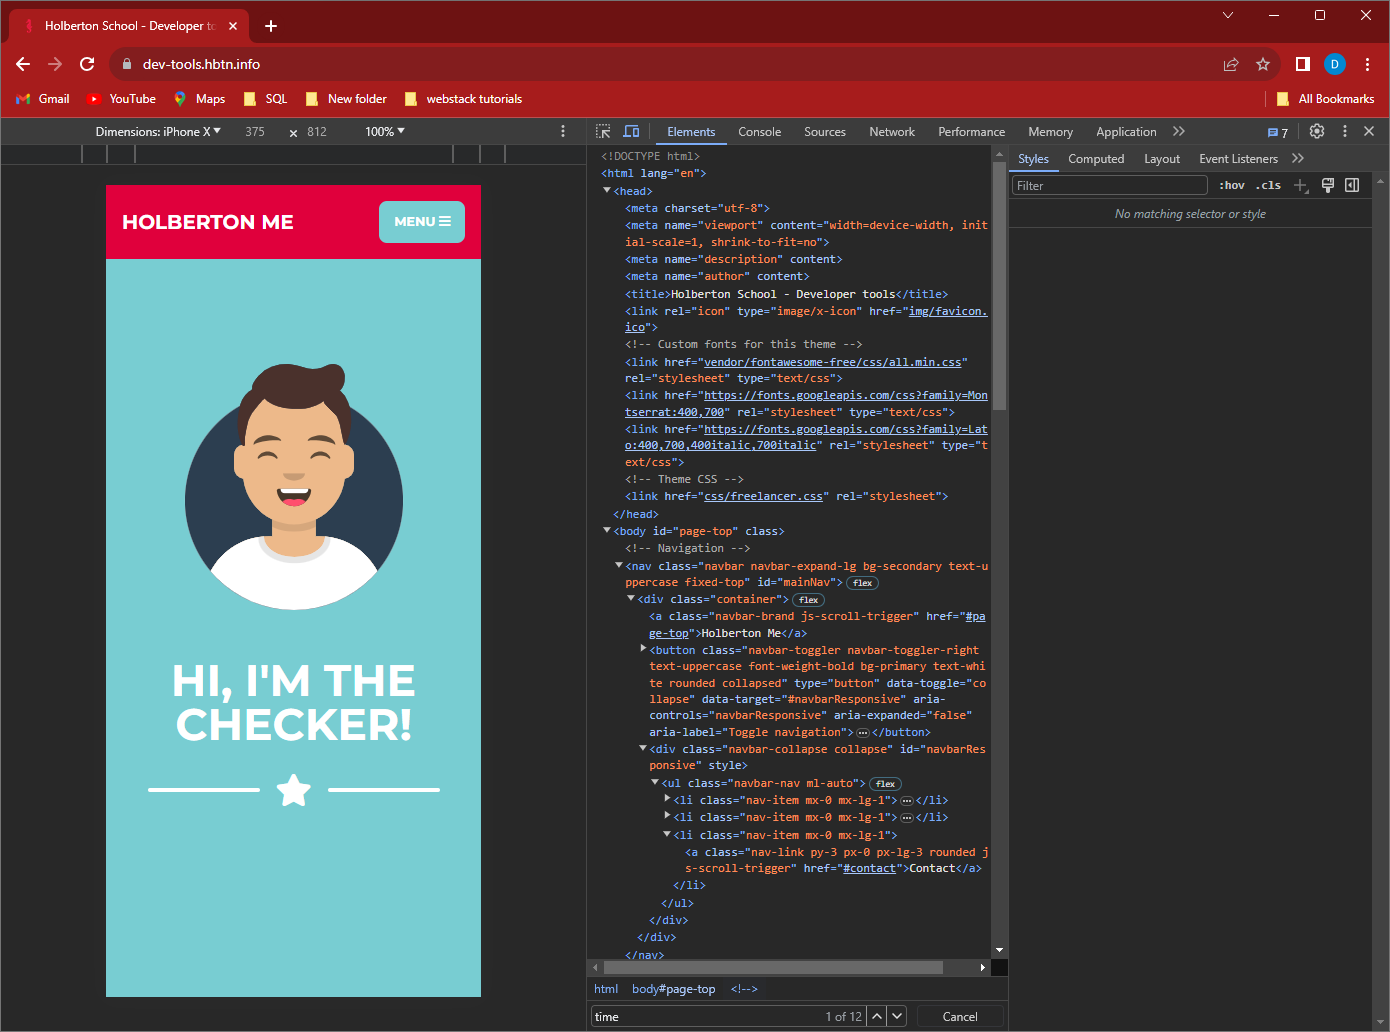 Holberton School - Developer to
dev-tools.hbtn.info
Gmail YouTube Maps SQL New folder webstack tutorials All Bookmarks
Dimensions: iPhone X ▼ 375 × 812 100% ▼
Elements Console Sources Network Performance Memory Application 7
HOLBERTON ME
MENU
HI, I'M THE
CHECKER!
<!DOCTYPE html>
<html lang="en">
<head>
<meta charset="utf-8">
<meta name="viewport" content="width=device-width, init
ial-scale=1, shrink-to-fit=no">
<meta name="description" content>
<meta name="author" content>
<title>Holberton School - Developer tools</title>
<link rel="icon" type="image/x-icon" href="img/favicon.
ico">
<!-- Custom fonts for this theme -->
<link href="vendor/fontawesome-free/css/all.min.css"
rel="stylesheet" type="text/css">
<link href="https://fonts.googleapis.com/css?family=Mon
tserrat:400,700" rel="stylesheet" type="text/css">
<link href="https://fonts.googleapis.com/css?family=Lat
o:400,700,400italic,700italic" rel="stylesheet" type="t
ext/css">
<!-- Theme CSS -->
<link href="css/freelancer.css" rel="stylesheet">
</head>
<body id="page-top" class>
<!-- Navigation -->
<nav class="navbar navbar-expand-lg bg-secondary text-u
ppercase fixed-top" id="mainNav"> flex
<div class="container"> flex
<a class="navbar-brand js-scroll-trigger" href="#pa
ge-top">Holberton Me</a>
<button class="navbar-toggler navbar-toggler-right
text-uppercase font-weight-bold bg-primary text-whi
te rounded collapsed" type="button" data-toggle="co
llapse" data-target="#navbarResponsive" aria-
controls="navbarResponsive" aria-expanded="false"
aria-label="Toggle navigation">…</button>
<div class="navbar-collapse collapse" id="navbarRes
ponsive" style>
<ul class="navbar-nav ml-auto"> flex
<li class="nav-item mx-0 mx-lg-1">…</li>
<li class="nav-item mx-0 mx-lg-1">…</li>
<li class="nav-item mx-0 mx-lg-1">
<a class="nav-link py-3 px-0 px-lg-3 rounded j
s-scroll-trigger" href="#contact">Contact</a>
</li>
</ul>
</div>
</div>
</nav>
html body#page-top <!-->
time 1 of 12 Cancel
Styles Computed Layout Event Listeners
Filter :hov .cls
No matching selector or style
D